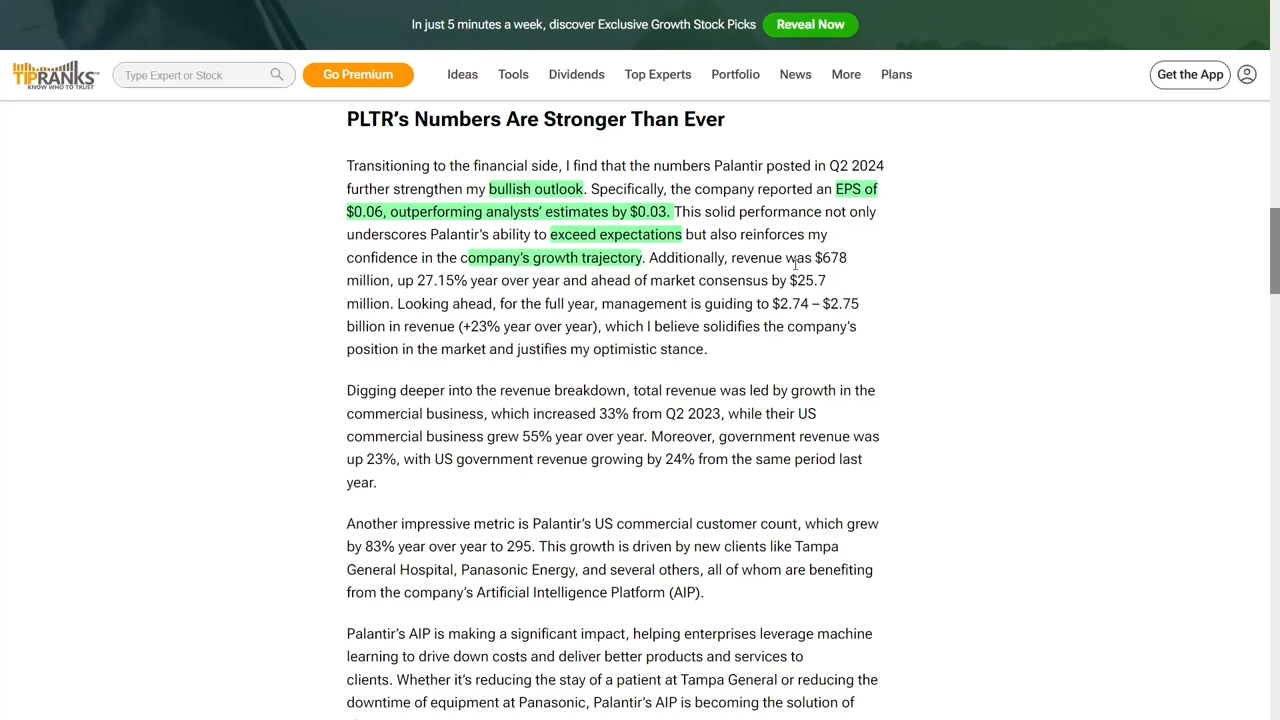 In just 5 minutes a week, discover Exclusive Growth Stock Picks Reveal Now
TIPRANKS
KNOW WHO TO TRUST
Type Expert or Stock
Go Premium
Ideas Tools Dividends Top Experts Portfolio News More Plans
Get the App
PLTR’s Numbers Are Stronger Than Ever
Transitioning to the financial side, I find that the numbers Palantir posted in Q2 2024
further strengthen my bullish outlook. Specifically, the company reported an EPS of
$0.06, outperforming analysts’ estimates by $0.03. This solid performance not only
underscores Palantir’s ability to exceed expectations but also reinforces my
confidence in the company’s growth trajectory. Additionally, revenue was $678
million, up 27.15% year over year and ahead of market consensus by $25.7
million. Looking ahead, for the full year, management is guiding to $2.74 – $2.75
billion in revenue (+23% year over year), which I believe solidifies the company’s
position in the market and justifies my optimistic stance.
Digging deeper into the revenue breakdown, total revenue was led by growth in the
commercial business, which increased 33% from Q2 2023, while their US
commercial business grew 55% year over year. Moreover, government revenue was
up 23%, with US government revenue growing by 24% from the same period last
year.
Another impressive metric is Palantir’s US commercial customer count, which grew
by 83% year over year to 295. This growth is driven by new clients like Tampa
General Hospital, Panasonic Energy, and several others, all of whom are benefiting
from the company’s Artificial Intelligence Platform (AIP).
Palantir’s AIP is making a significant impact, helping enterprises leverage machine
learning to drive down costs and deliver better products and services to
clients. Whether it’s reducing the stay of a patient at Tampa General or reducing the
downtime of equipment at Panasonic, Palantir’s AIP is becoming the solution of